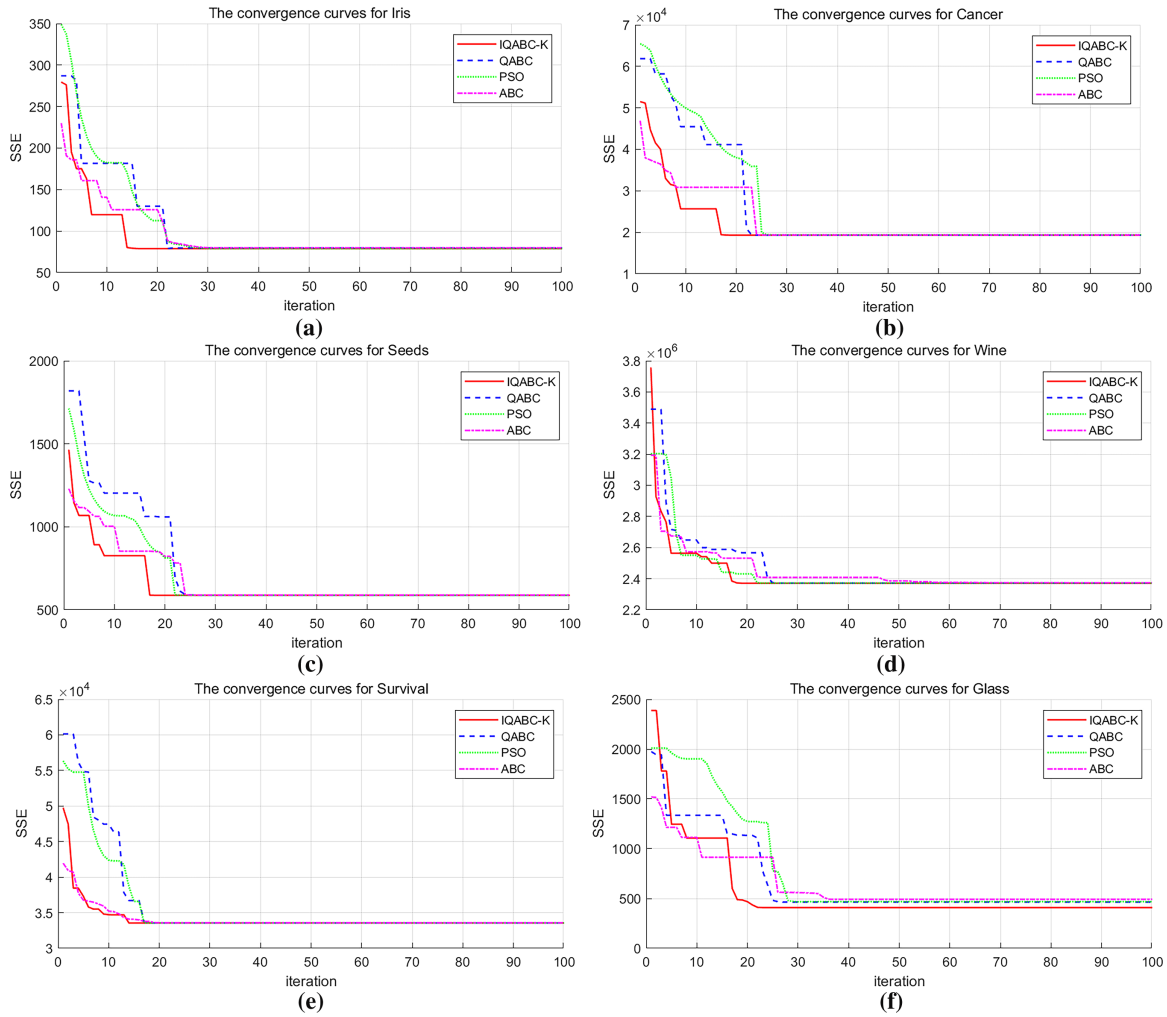 The convergence curves for Iris
350
300
250
200
150
100
50
SSE
IQABC-K
QABC
PSO
ABC
0 10 20 30 40 50 60 70 80 90 100
iteration
(a)
The convergence curves for Cancer
×10⁴
7
6
5
4
3
2
1
SSE
IQABC-K
QABC
PSO
ABC
0 10 20 30 40 50 60 70 80 90 100
iteration
(b)
The convergence curves for Seeds
2000
1500
1000
500
SSE
IQABC-K
QABC
PSO
ABC
0 10 20 30 40 50 60 70 80 90 100
iteration
(c)
The convergence curves for Wine
×10⁶
3.8
3.6
3.4
3.2
3
2.8
2.6
2.4
2.2
SSE
IQABC-K
QABC
PSO
ABC
0 10 20 30 40 50 60 70 80 90 100
iteration
(d)
The convergence curves for Survival
×10⁴
6.5
6
5.5
5
4.5
4
3.5
3
SSE
IQABC-K
QABC
PSO
ABC
0 10 20 30 40 50 60 70 80 90 100
iteration
(e)
The convergence curves for Glass
2500
2000
1500
1000
500
0
SSE
IQABC-K
QABC
PSO
ABC
0 10 20 30 40 50 60 70 80 90 100
iteration
(f)